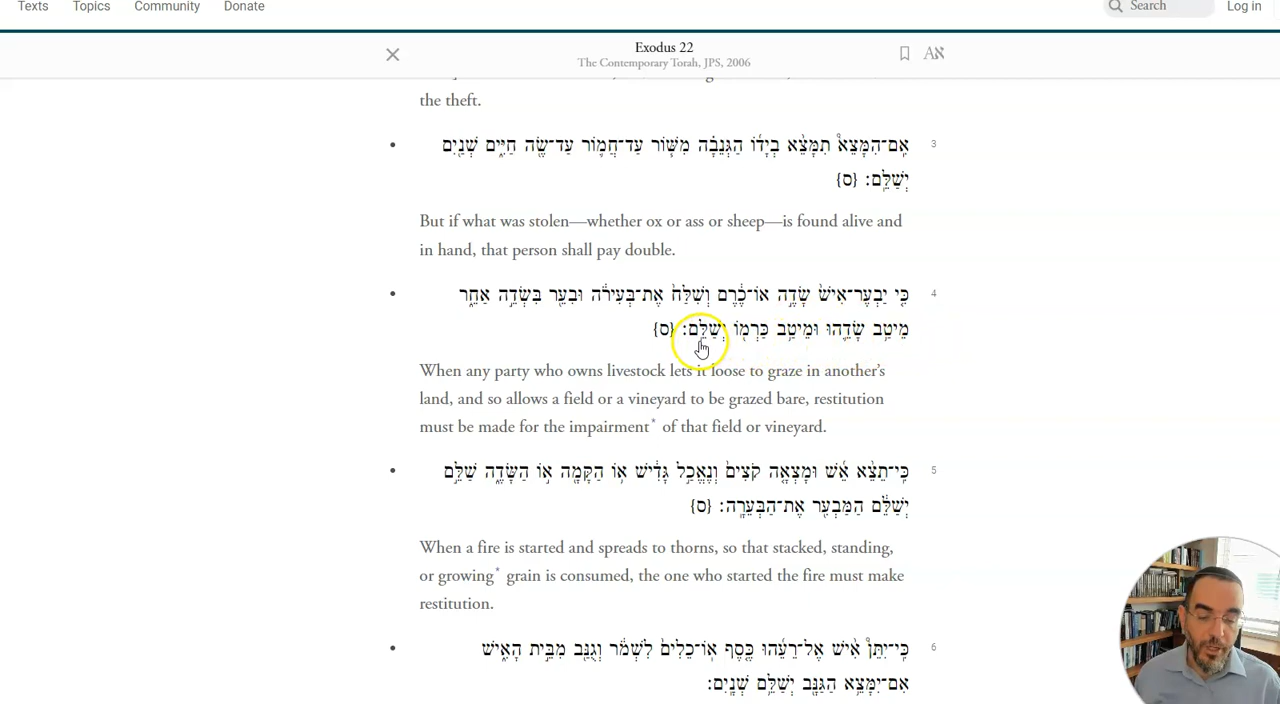 Texts Topics Community Donate Search Log in
Exodus 22
The Contemporary Torah, JPS, 2006
the theft.
3 אִֽם־הִמָּצֵא֩ תִמָּצֵ֨א בְיָד֜וֹ הַגְּנֵבָ֗ה מִשּׁ֧וֹר עַד־חֲמ֛וֹר עַד־שֶׂ֖ה חַיִּ֑ים שְׁנַ֖יִם
יְשַׁלֵּֽם׃ {ס}
But if what was stolen—whether ox or ass or sheep—is found alive and
in hand, that person shall pay double.
4 כִּ֤י יַבְעֶר־אִישׁ֙ שָׂדֶ֣ה אוֹ־כֶ֔רֶם וְשִׁלַּח֙ אֶת־בְּעִירֹ֔ה וּבִעֵ֖ר בִּשְׂדֵ֣ה אַחֵ֑ר
מֵיטַ֥ב שָׂדֵ֛הוּ וּמֵיטַ֥ב כַּרְמ֖וֹ יְשַׁלֵּֽם׃ {ס}
When any party who owns livestock lets it loose to graze in another’s
land, and so allows a field or a vineyard to be grazed bare, restitution
must be made for the impairment* of that field or vineyard.
5 כִּֽי־תֵצֵ֨א אֵ֜שׁ וּמָצְאָ֤ה קֹצִים֙ וְנֶאֱכַ֣ל גָּדִ֔ישׁ א֥וֹ הַקָּמָ֖ה א֣וֹ הַשָּׂדֶ֑ה שַׁלֵּ֣ם
יְשַׁלֵּ֔ם הַמַּבְעִ֖ר אֶת־הַבְּעֵרָֽה׃ {ס}
When a fire is started and spreads to thorns, so that stacked, standing,
or growing* grain is consumed, the one who started the fire must make
restitution.
6 כִּֽי־יִתֵּן֩ אִ֨ישׁ אֶל־רֵעֵ֜הוּ כֶּ֤סֶף אֽוֹ־כֵלִים֙ לִשְׁמֹ֔ר וְגֻנַּ֖ב מִבֵּ֣ית הָאִ֑ישׁ
אִם־יִמָּצֵ֥א הַגַּנָּ֖ב יְשַׁלֵּ֥ם שְׁנָֽיִם׃